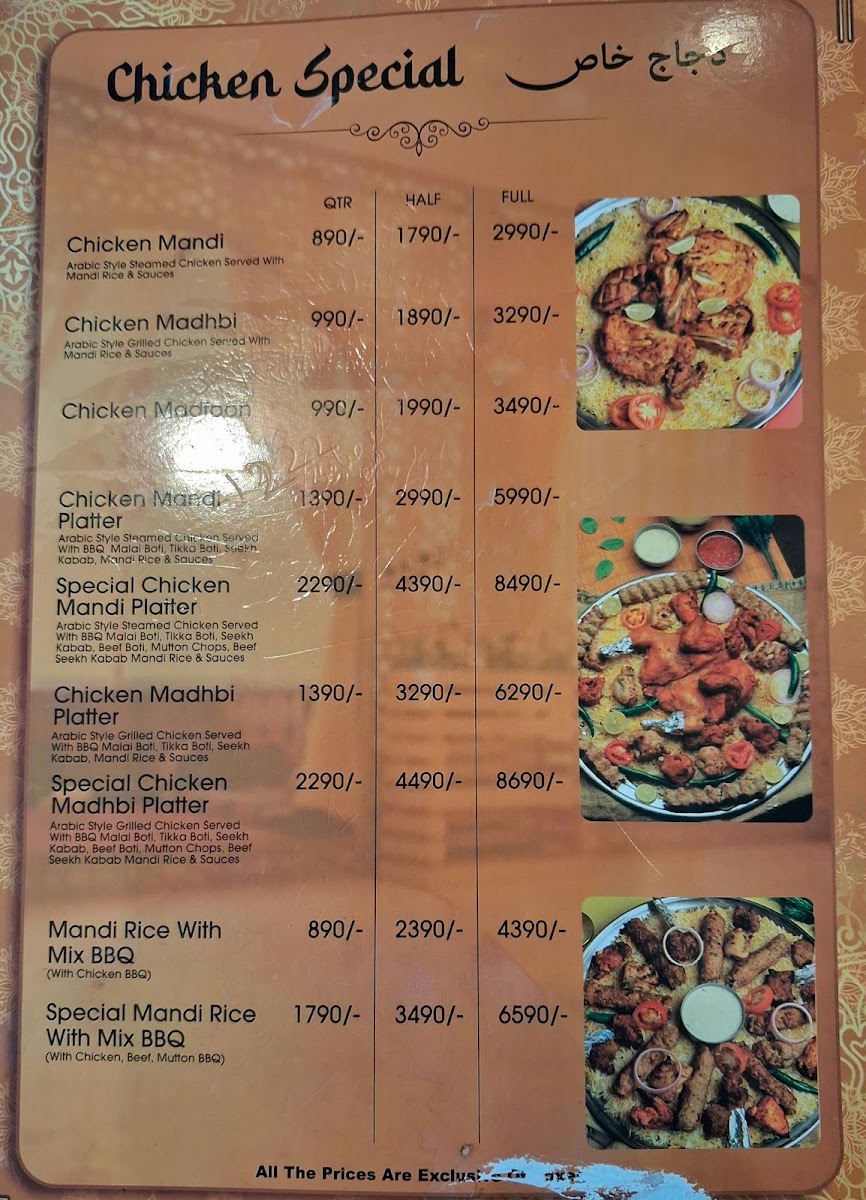 Chicken Special دجاج خاص
QTR HALF FULL
Chicken Mandi 890/- 1790/- 2990/-
Arabic Style Steamed Chicken Served With
Mandi Rice & Sauces
Chicken Madhbi 990/- 1890/- 3290/-
Arabic Style Grilled Chicken Served With
Mandi Rice & Sauces
Chicken Madfoon 990/- 1990/- 3490/-
Chicken Mandi 1390/- 2990/- 5990/-
Platter
Arabic Style Steamed Chicken Served
With BBQ Malai Boti, Tikka Boti, Seekh
Kabab, Mandi Rice & Sauces
Special Chicken 2290/- 4390/- 8490/-
Mandi Platter
Arabic Style Steamed Chicken Served
With BBQ Malai Boti, Tikka Boti, Seekh
Kabab, Beef Boti, Mutton Chops, Beef
Seekh Kabab Mandi Rice & Sauces
Chicken Madhbi 1390/- 3290/- 6290/-
Platter
Arabic Style Grilled Chicken Served
With BBQ Malai Boti, Tikka Boti, Seekh
Kabab, Mandi Rice & Sauces
Special Chicken 2290/- 4490/- 8690/-
Madhbi Platter
Arabic Style Grilled Chicken Served
With BBQ Malai Boti, Tikka Boti, Seekh
Kabab, Beef Boti, Mutton Chops, Beef
Seekh Kabab Mandi Rice & Sauces
Mandi Rice With 890/- 2390/- 4390/-
Mix BBQ
(With Chicken BBQ)
Special Mandi Rice 1790/- 3490/- 6590/-
With Mix BBQ
(With Chicken, Beef, Mutton BBQ)
All The Prices Are Exclusive Of